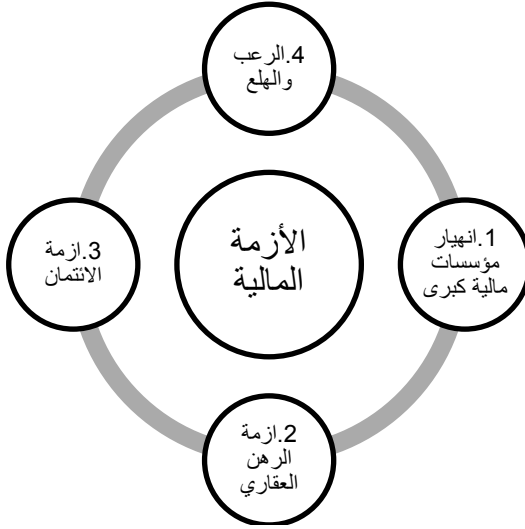 4.الرعب
والهلع
الأزمة
المالية
1.انهيار
مؤسسات
مالية كبرى
3.ازمة
الائتمان
2.ازمة
الرهن
العقاري